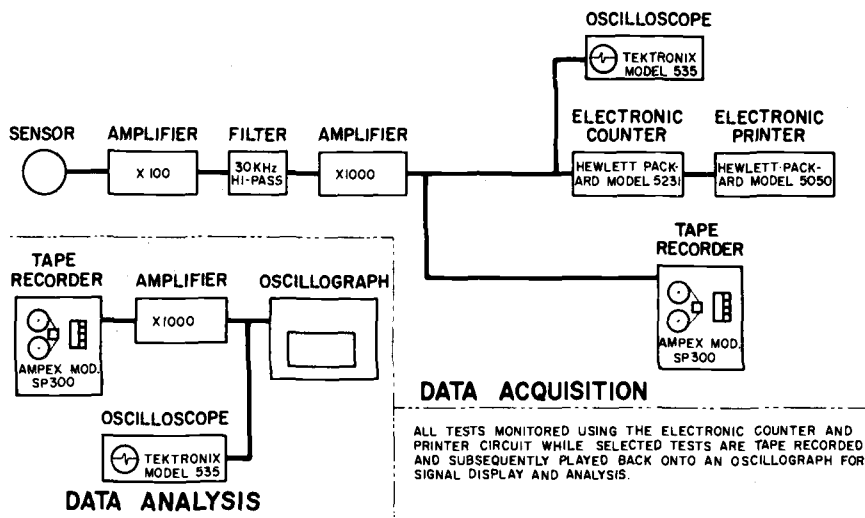 OSCILLOSCOPE
TEKTRONIX
MODEL 535
ELECTRONIC
COUNTER
ELECTRONIC
PRINTER
SENSOR
AMPLIFIER
FILTER
AMPLIFIER
X 100
30KHz
HI-PASS
X1000
HEWLETT PACK-
ARD MODEL 5231
HEWLETT-PACK-
ARD MODEL 5050
TAPE
RECORDER
AMPEX MOD.
SP300
DATA ACQUISITION
TAPE
RECORDER
AMPLIFIER
OSCILLOGRAPH
X1000
AMPEX MOD.
SP300
OSCILLOSCOPE
TEKTRONIX
MODEL 535
DATA ANALYSIS
ALL TESTS MONITORED USING THE ELECTRONIC COUNTER AND
PRINTER CIRCUIT WHILE SELECTED TESTS ARE TAPE RECORDED
AND SUBSEQUENTLY PLAYED BACK ONTO AN OSCILLOGRAPH FOR
SIGNAL DISPLAY AND ANALYSIS.